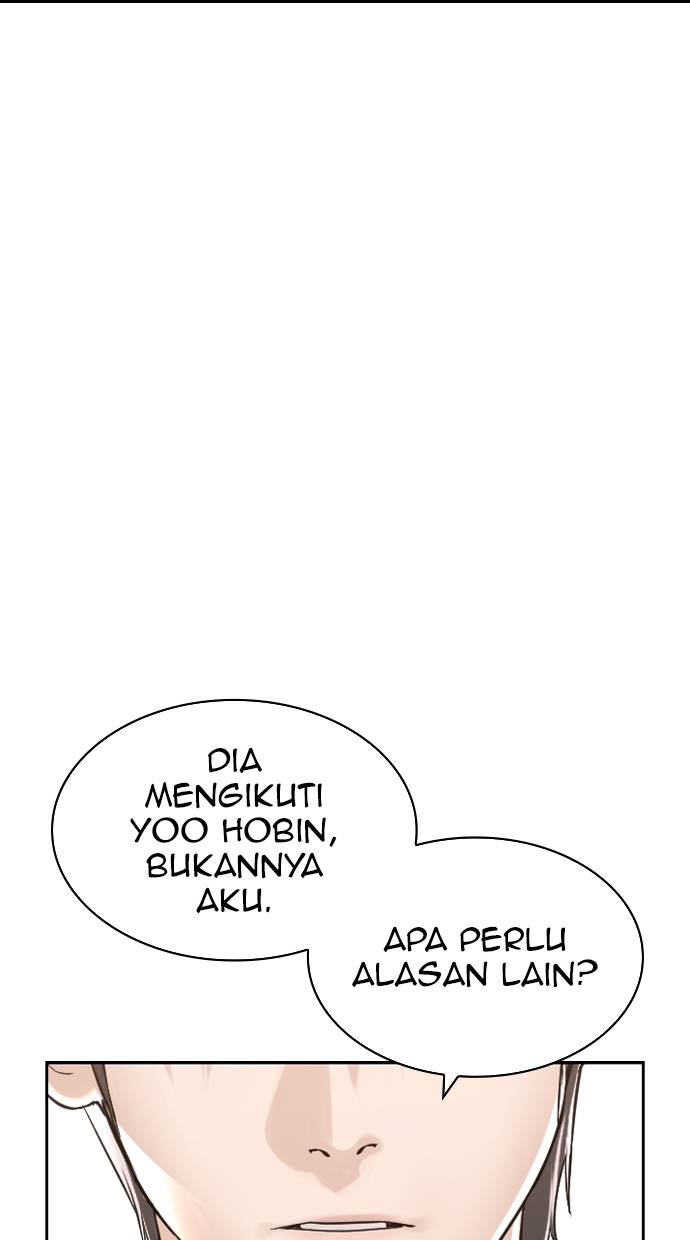 DIA
MENGIKUTI
YOO HOBIN,
BUKANNYA
AKU.
APA PERLU
ALASAN LAIN?